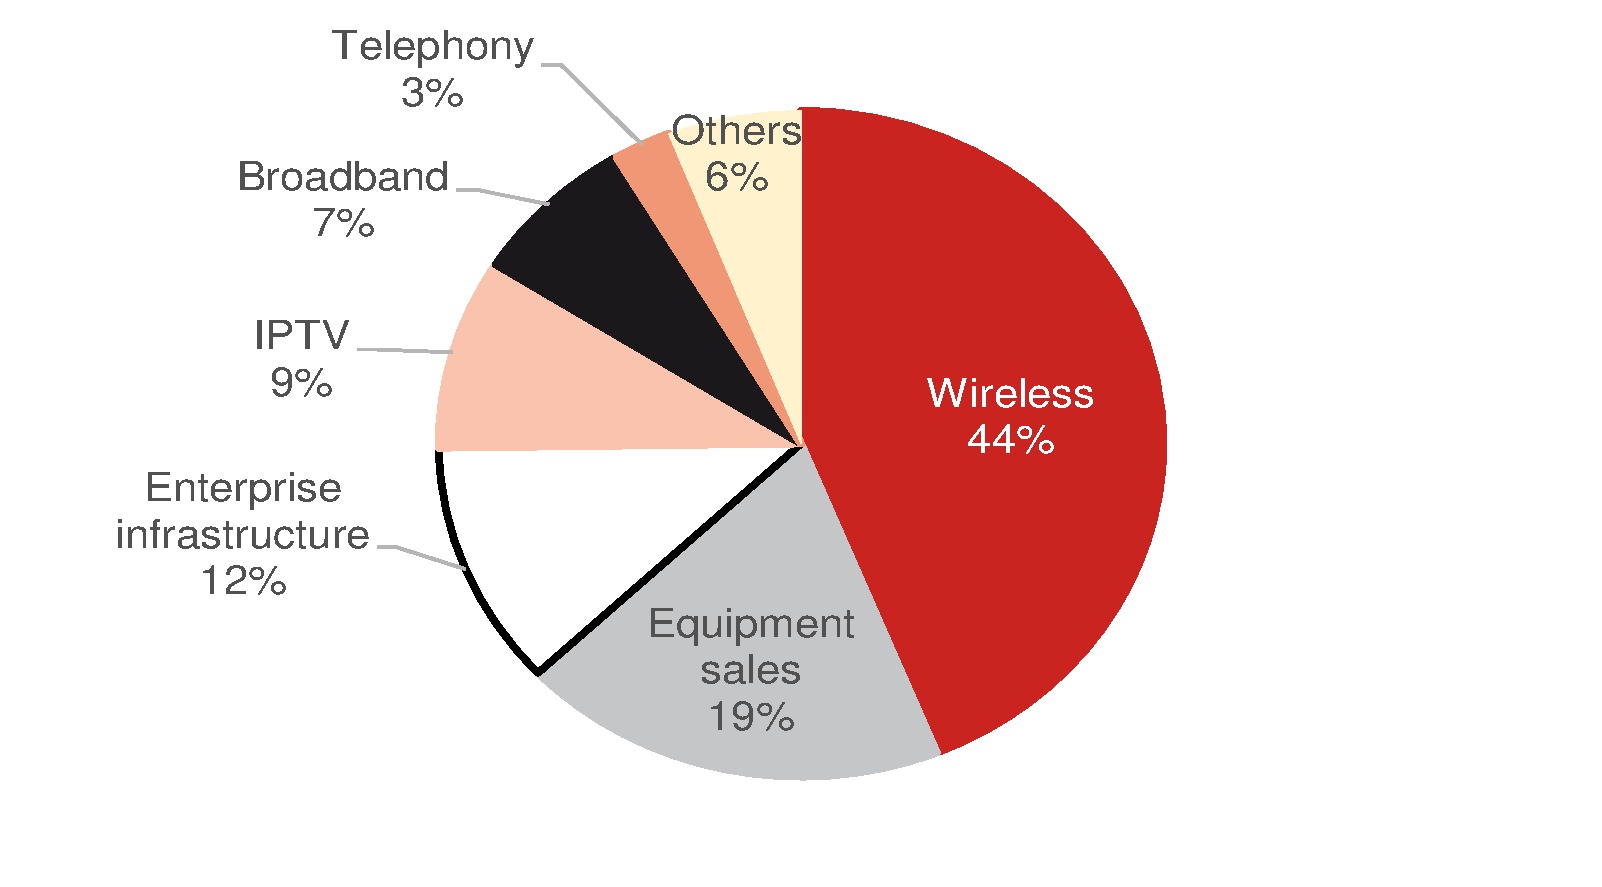 Telephony
3%
Others
6%
Broadband
7%
IPTV
9%
Wireless
44%
Enterprise
infrastructure
12%
Equipment
sales
19%